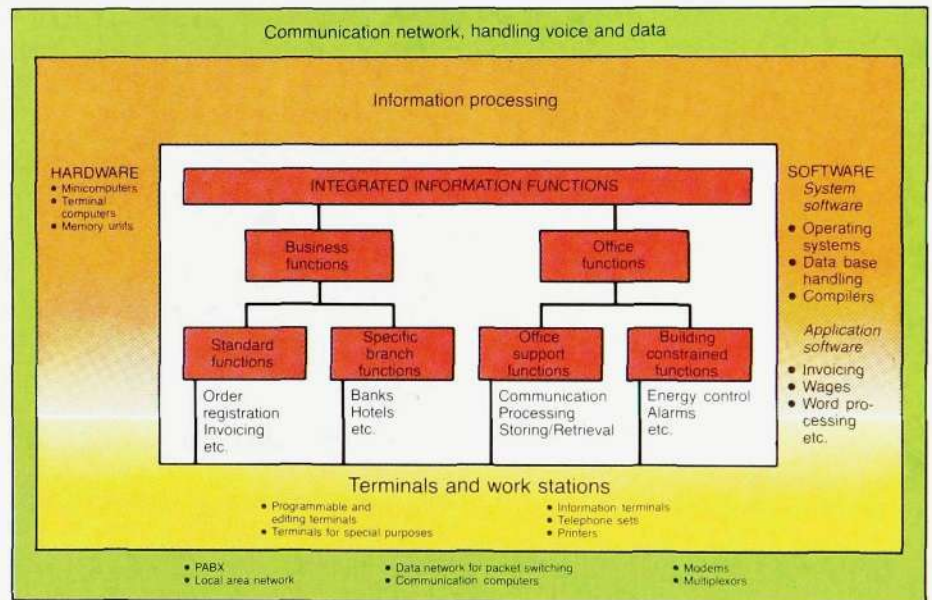 Communication network, handling voice and data
Information processing
HARDWARE
• Minicomputers
• Terminal
computers
• Memory units
INTEGRATED INFORMATION FUNCTIONS
Business
functions
Office
functions
Standard
functions
Specific
branch
functions
Office
support
functions
Building
constrained
functions
Order
registration
Invoicing
etc.
Banks
Hotels
etc.
Communication
Processing
Storing/Retrieval
Energy control
Alarms
etc.
SOFTWARE
System
software
• Operating
systems
• Data base
handling
• Compilers
Application
software
• Invoicing
• Wages
• Word pro-
cessing
etc.
Terminals and work stations
• Programmable and
editing terminals
• Terminals for special purposes
• Information terminals
• Telephone sets
• Printers
• PABX
• Local area network
• Data network for packet switching
• Communication computers
• Modems
• Multiplexors